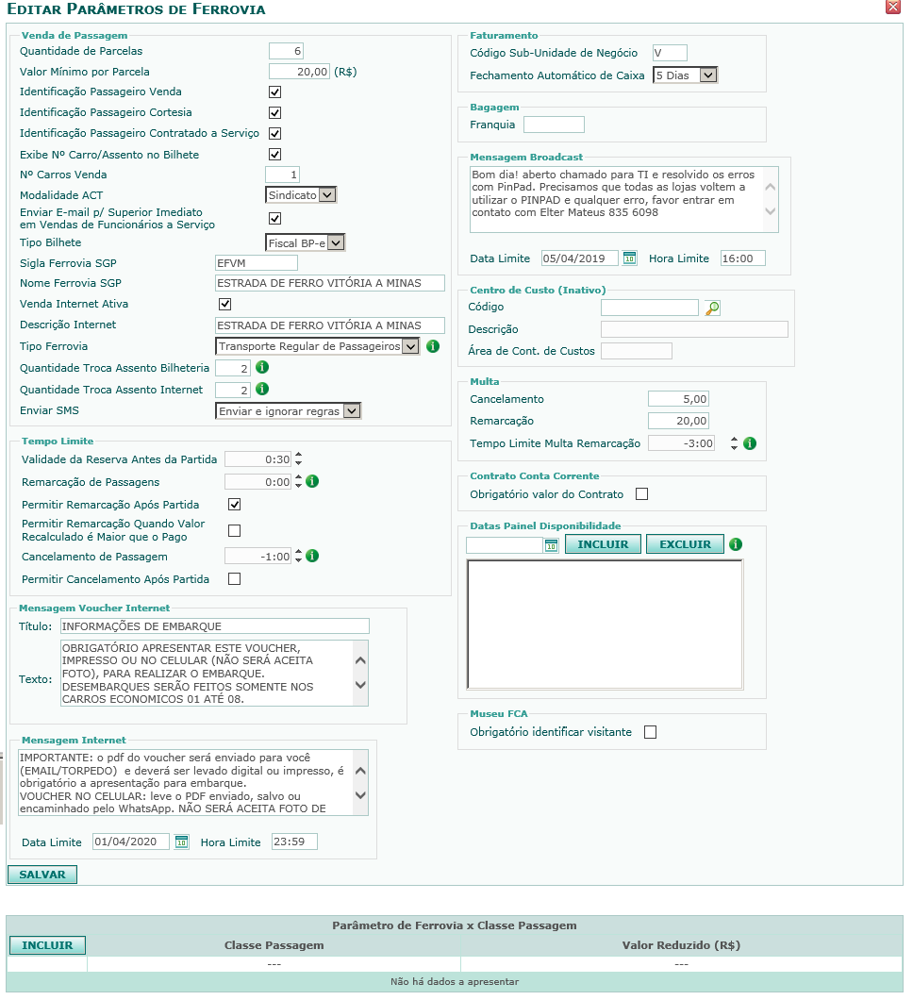 EDITAR PARÂMETROS DE FERROVIA
Venda de Passagem
Quantidade de Parcelas 6
Valor Mínimo por Parcela 20,00 (R$)
Identificação Passageiro Venda
Identificação Passageiro Cortesia
Identificação Passageiro Contratado a Serviço
Exibe Nº Carro/Assento no Bilhete
Nº Carros Venda 1
Modalidade ACT Sindicato
Enviar E-mail p/ Superior Imediato
em Vendas de Funcionários a Serviço
Tipo Bilhete Fiscal BP-e
Sigla Ferrovia SGP EFVM
Nome Ferrovia SGP ESTRADA DE FERRO VITÓRIA A MINAS
Venda Internet Ativa
Descrição Internet ESTRADA DE FERRO VITÓRIA A MINAS
Tipo Ferrovia Transporte Regular de Passageiros
Quantidade Troca Assento Bilheteria 2
Quantidade Troca Assento Internet 2
Enviar SMS Enviar e ignorar regras
Tempo Limite
Validade da Reserva Antes da Partida 0:30
Remarcação de Passagens 0:00
Permitir Remarcação Após Partida
Permitir Remarcação Quando Valor
Recalculado é Maior que o Pago
Cancelamento de Passagem -1:00
Permitir Cancelamento Após Partida
Mensagem Voucher Internet
Título: INFORMAÇÕES DE EMBARQUE
Texto:
OBRIGATÓRIO APRESENTAR ESTE VOUCHER,
IMPRESSO OU NO CELULAR (NÃO SERÁ ACEITA
FOTO), PARA REALIZAR O EMBARQUE.
DESEMBARQUES SERÃO FEITOS SOMENTE NOS
CARROS ECONOMICOS 01 ATÉ 08.
Mensagem Internet
IMPORTANTE: o pdf do voucher será enviado para você
(EMAIL/TORPEDO) e deverá ser levado digital ou impresso, é
obrigatório a apresentação para embarque.
VOUCHER NO CELULAR: leve o PDF enviado, salvo ou
encaminhado pelo WhatsApp. NÃO SERÁ ACEITA FOTO DE
Data Limite 01/04/2020 10 Hora Limite 23:59
SALVAR
Faturamento
Código Sub-Unidade de Negócio V
Fechamento Automático de Caixa 5 Dias
Bagagem
Franquia
Mensagem Broadcast
Bom dia! aberto chamado para TI e resolvido os erros
com PinPad. Precisamos que todas as lojas voltem a
utilizar o PINPAD e qualquer erro, favor entrar em
contato com Elter Mateus 835 6098
Data Limite 05/04/2019 10 Hora Limite 16:00
Centro de Custo (Inativo)
Código
Descrição
Área de Cont. de Custos
Multa
Cancelamento 5,00
Remarcação 20,00
Tempo Limite Multa Remarcação -3:00
Contrato Conta Corrente
Obrigatório valor do Contrato
Datas Painel Disponibilidade
10 INCLUIR EXCLUIR
Museu FCA
Obrigatório identificar visitante
Parâmetro de Ferrovia x Classe Passagem
INCLUIR Classe Passagem Valor Reduzido (R$)
--- ---
Não há dados a apresentar